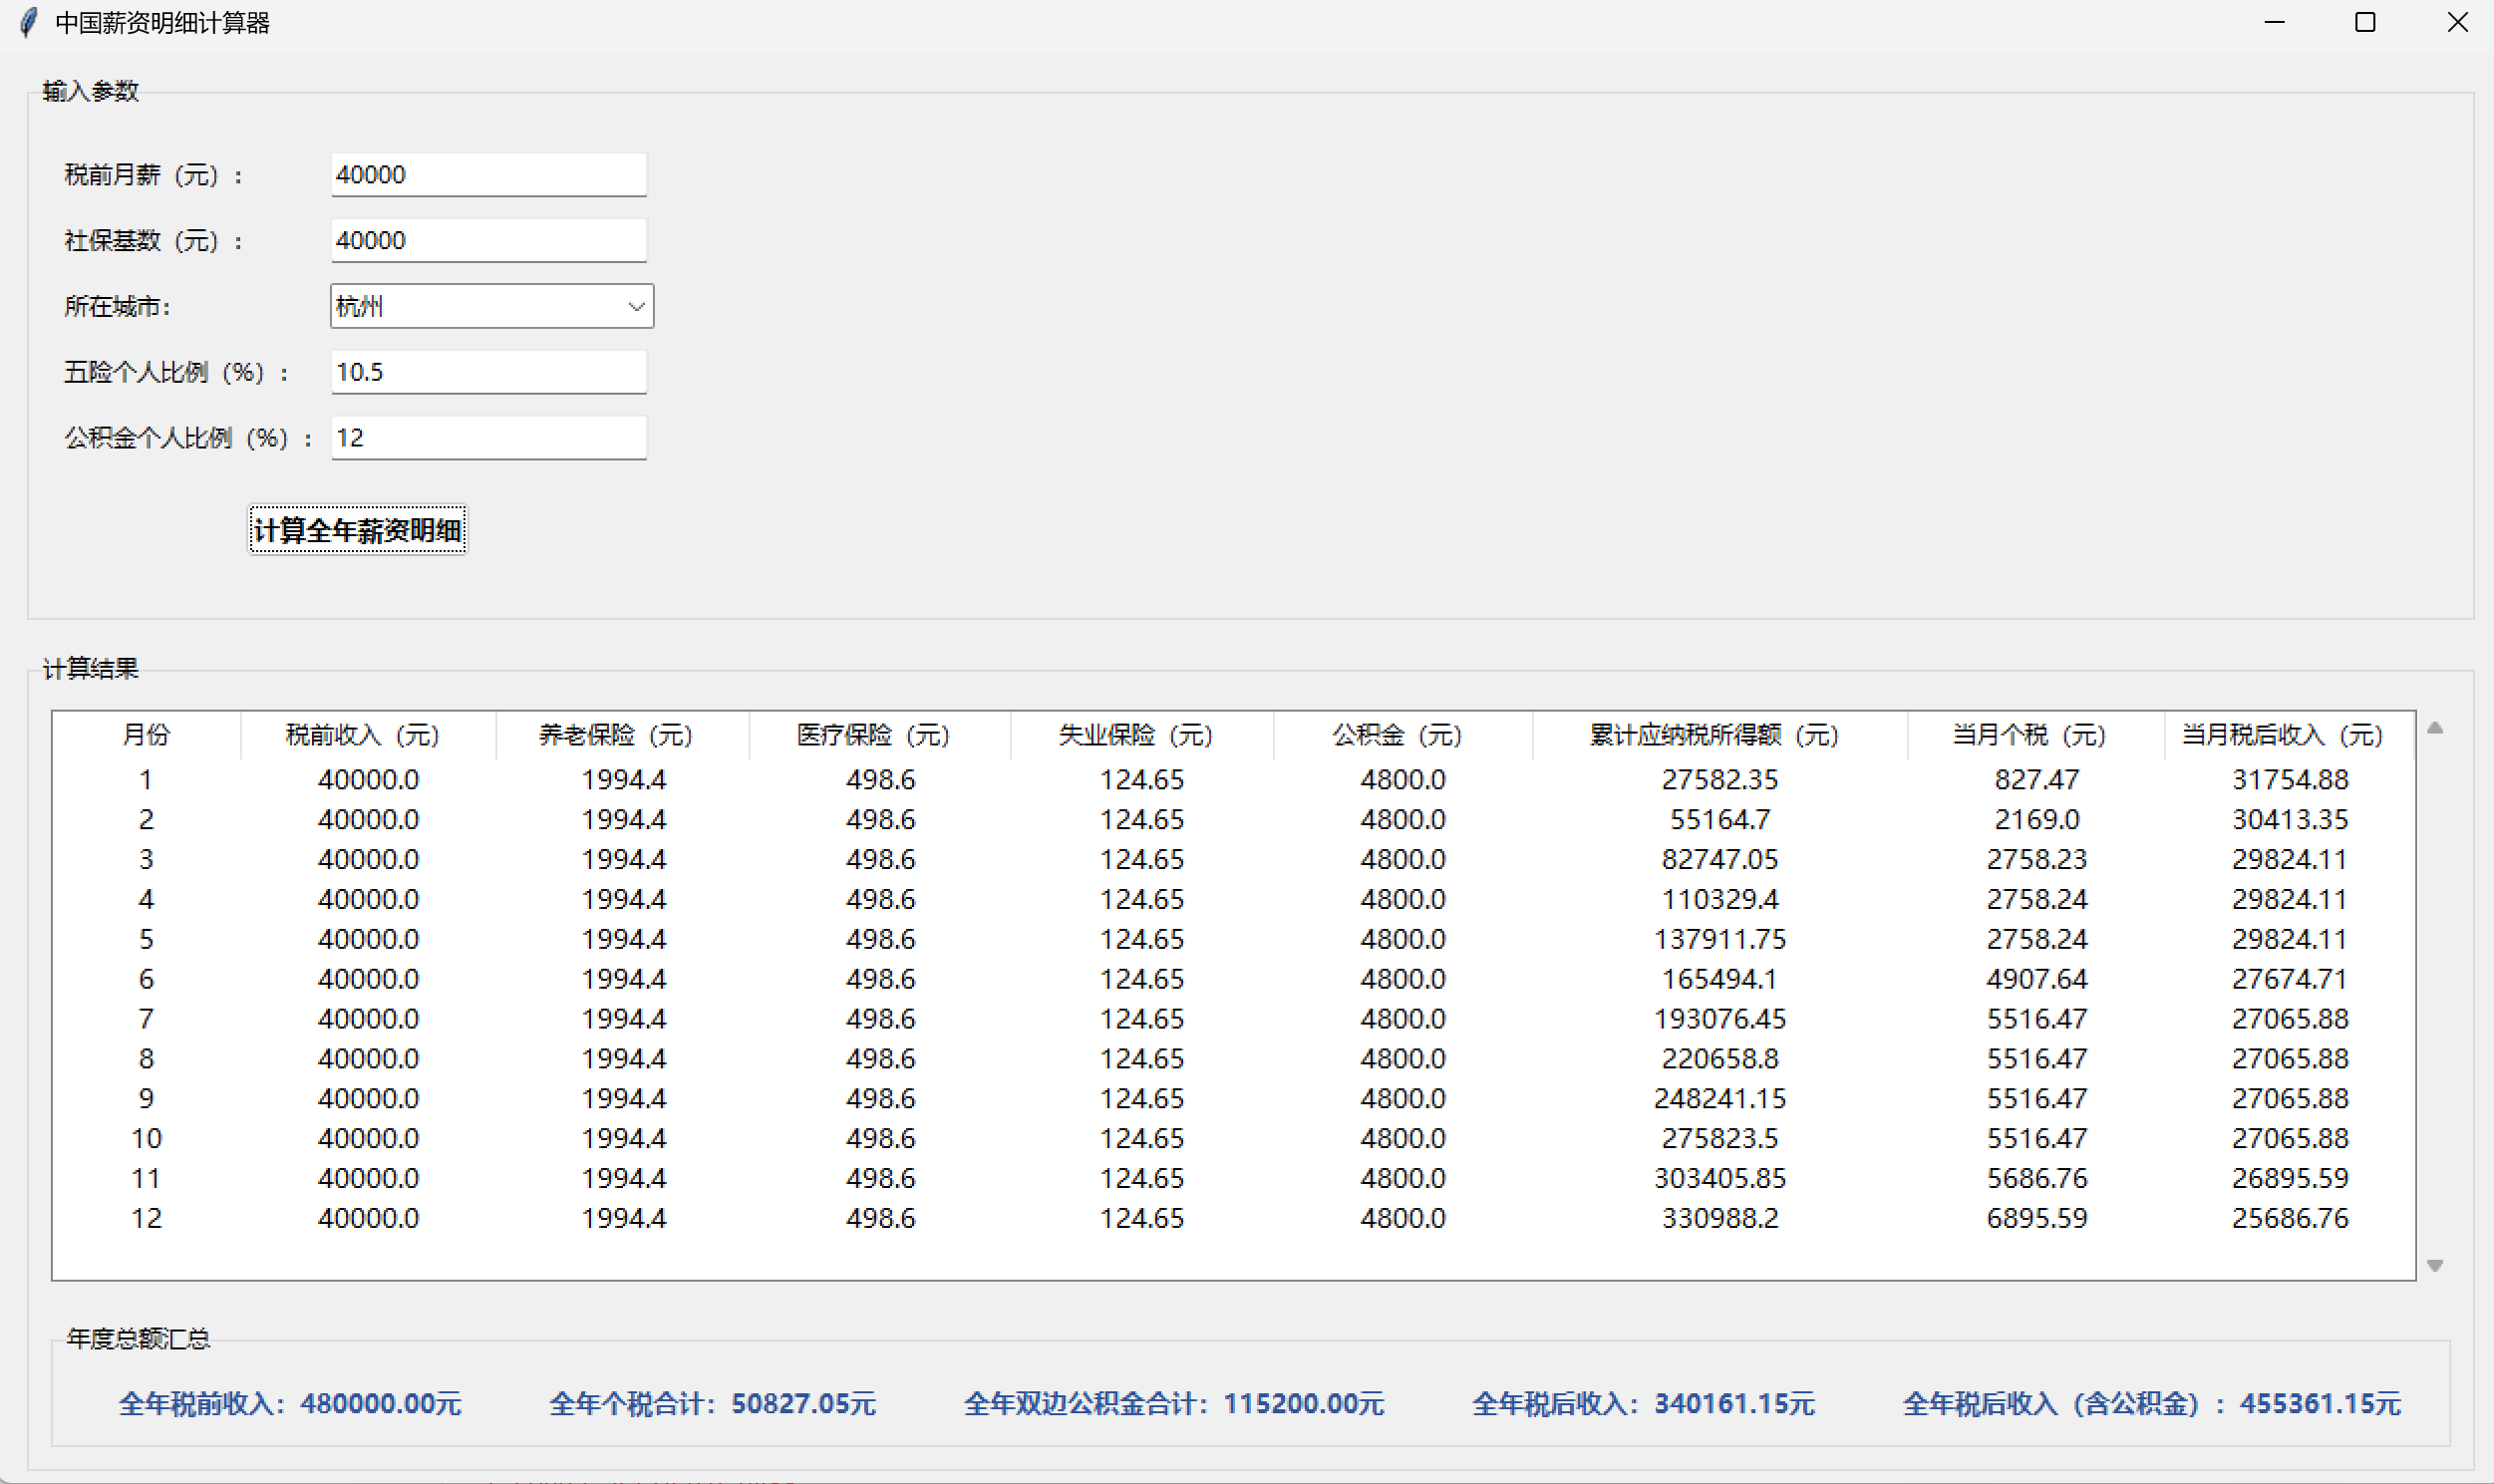 中国薪资明细计算器
输入参数
税前月薪（元）： 40000
社保基数（元）： 40000
所在城市： 杭州
五险个人比例（%）： 10.5
公积金个人比例（%）： 12
计算全年薪资明细
计算结果
月份 税前收入（元） 养老保险（元） 医疗保险（元） 失业保险（元） 公积金（元） 累计应纳税所得额（元） 当月个税（元） 当月税后收入（元）
1 40000.0 1994.4 498.6 124.65 4800.0 27582.35 827.47 31754.88
2 40000.0 1994.4 498.6 124.65 4800.0 55164.7 2169.0 30413.35
3 40000.0 1994.4 498.6 124.65 4800.0 82747.05 2758.23 29824.11
4 40000.0 1994.4 498.6 124.65 4800.0 110329.4 2758.24 29824.11
5 40000.0 1994.4 498.6 124.65 4800.0 137911.75 2758.24 29824.11
6 40000.0 1994.4 498.6 124.65 4800.0 165494.1 4907.64 27674.71
7 40000.0 1994.4 498.6 124.65 4800.0 193076.45 5516.47 27065.88
8 40000.0 1994.4 498.6 124.65 4800.0 220658.8 5516.47 27065.88
9 40000.0 1994.4 498.6 124.65 4800.0 248241.15 5516.47 27065.88
10 40000.0 1994.4 498.6 124.65 4800.0 275823.5 5516.47 27065.88
11 40000.0 1994.4 498.6 124.65 4800.0 303405.85 5686.76 26895.59
12 40000.0 1994.4 498.6 124.65 4800.0 330988.2 6895.59 25686.76
年度总额汇总
全年税前收入：480000.00元 全年个税合计：50827.05元 全年双边公积金合计：115200.00元 全年税后收入：340161.15元 全年税后收入（含公积金）：455361.15元